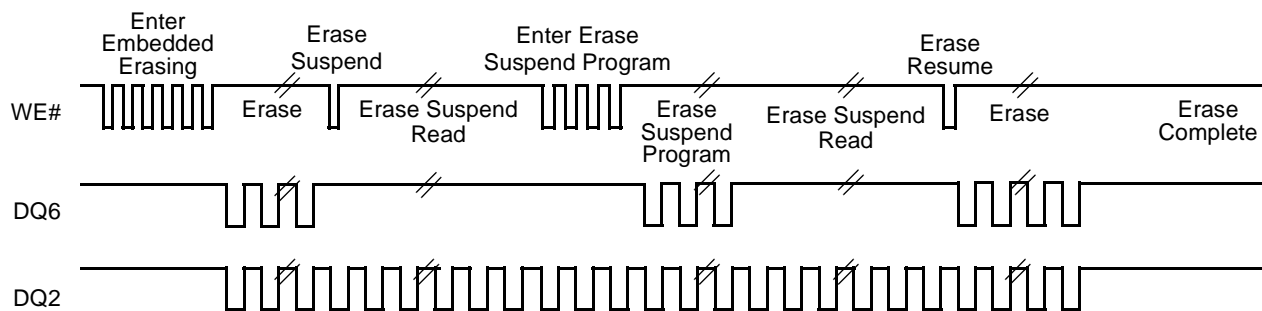 Enter
Embedded
Erasing
Erase
Suspend
Enter Erase
Suspend Program
Erase
Resume
WE#
Erase
Erase Suspend
Read
Erase
Suspend
Program
Erase Suspend
Read
Erase
Erase
Complete
DQ6
DQ2